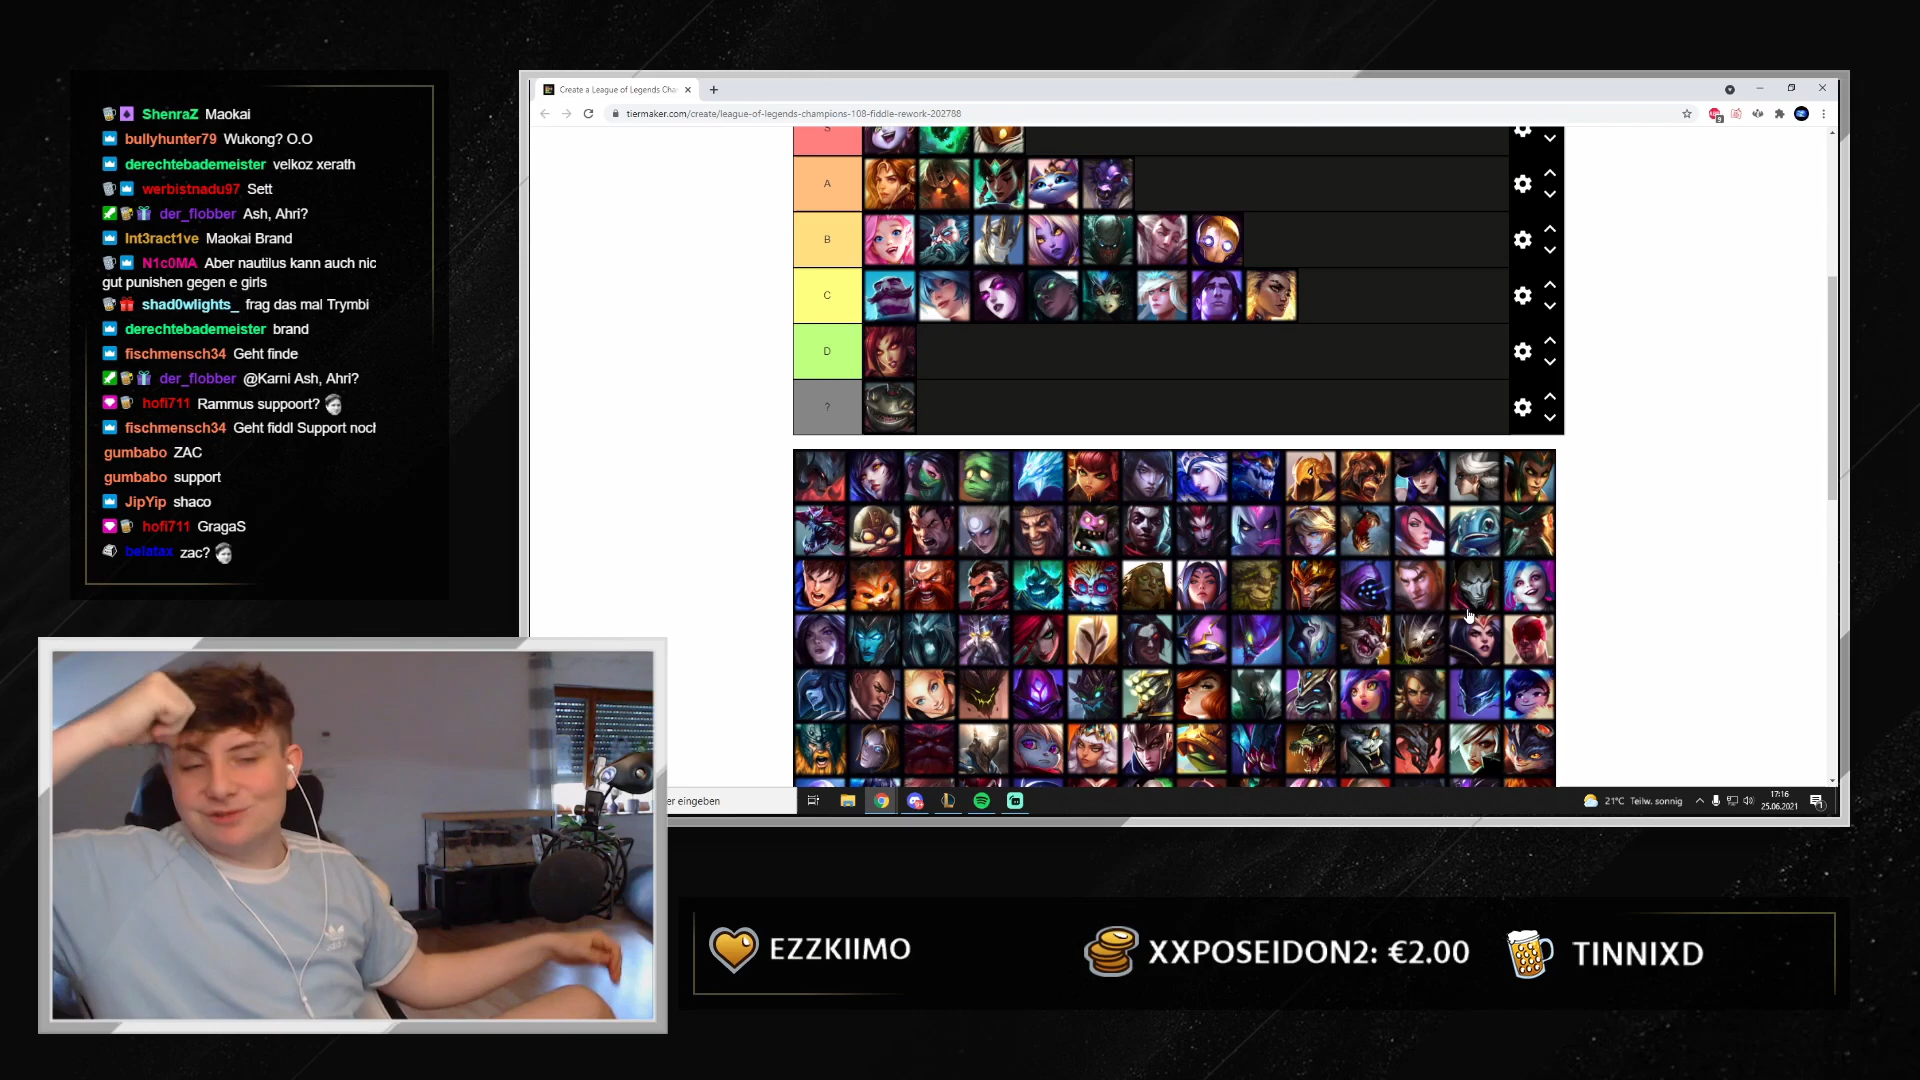 ShenraZ Maokai
bullyhunter79 Wukong? O.O
derechtebademeister velkoz xerath
werbistnadu97 Sett
der_flobber Ash, Ahri?
Int3ract1ve Maokai Brand
N1c0MA Aber nautilus kann auch nic
gut punishen gegen e girls
shad0wlights_ frag das mal Trymbi
derechtebademeister brand
fischmensch34 Geht finde
der_flobber @Karni Ash, Ahri?
hofi711 Rammus suppoort?
fischmensch34 Geht fiddl Support noch
gumbabo ZAC
gumbabo support
JipYip shaco
hofi711 GragaS
belatax zac?
Create a League of Legends Cha
tiermaker.com/create/league-of-legends-champions-108-fiddle-rework-202788
S
A
B
C
D
?
er eingeben
21°C Teilw. sonnig
17:16
25.06.2021
EZZKIIMO
XXPOSEIDON2: €2.00
TINNIXD